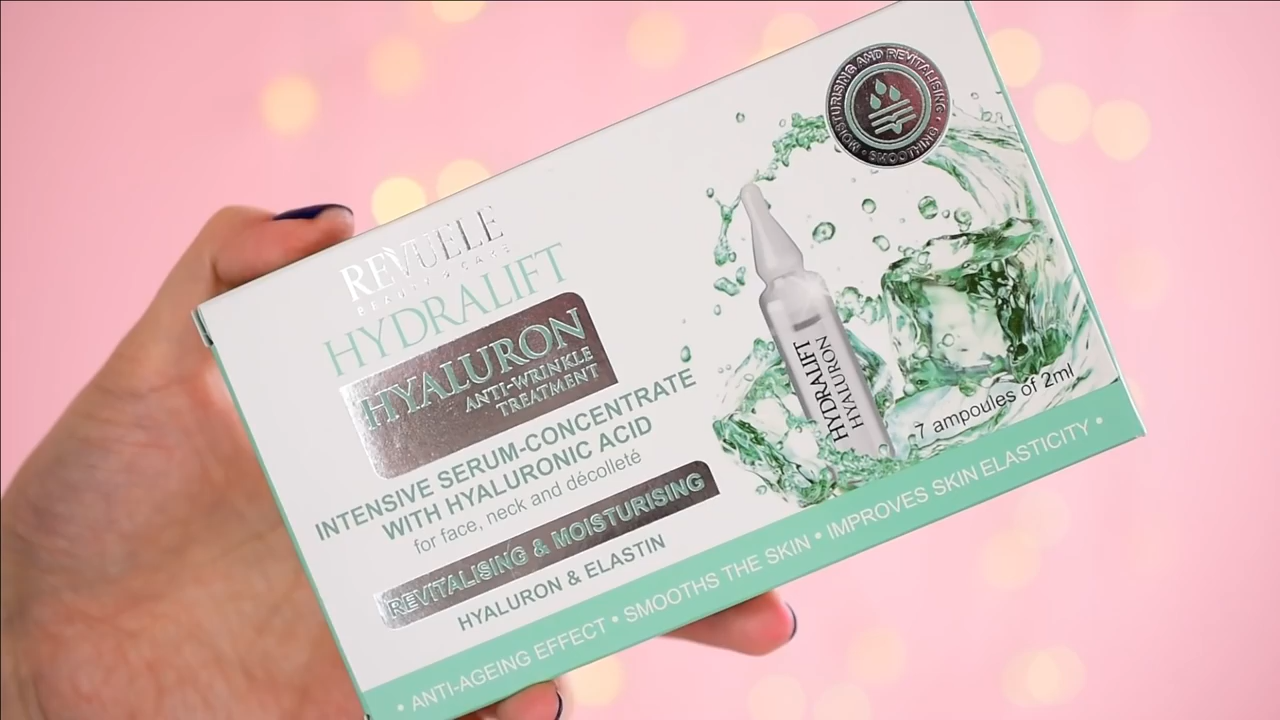 REVUELE
BEAUTY & CARE
HYDRALIFT
HYALURON
ANTI-WRINKLE
TREATMENT
INTENSIVE SERUM-CONCENTRATE
WITH HYALURONIC ACID
for face, neck and décolleté
REVITALISING & MOISTURISING
HYALURON & ELASTIN
• ANTI-AGEING EFFECT • SMOOTHS THE SKIN • IMPROVES SKIN ELASTICITY •
MOISTURISING AND REVITALISING • SMOOTHING •
HYDRALIFT
HYALURON
7 ampoules of 2ml